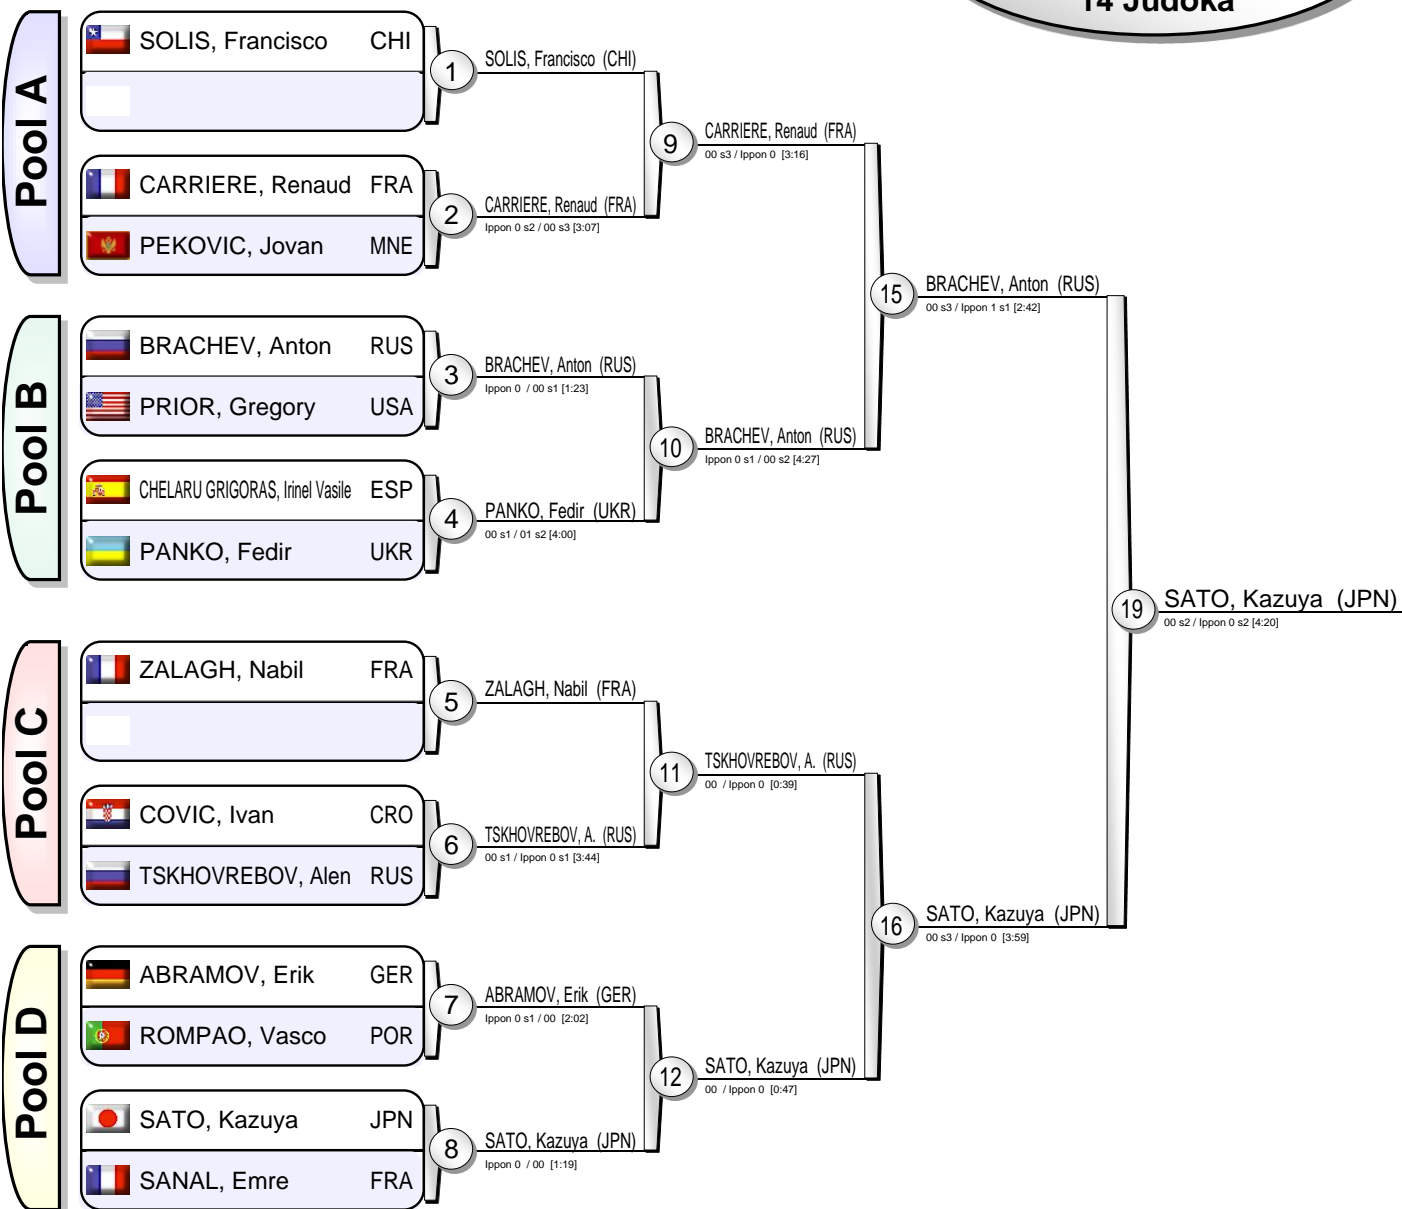 14 Judoka
Pool A
SOLIS, Francisco CHI
CARRIERE, Renaud FRA
PEKOVIC, Jovan MNE
Pool B
BRACHEV, Anton RUS
PRIOR, Gregory USA
CHELARU GRIGORAS, Irinel Vasile ESP
PANKO, Fedir UKR
Pool C
ZALAGH, Nabil FRA
COVIC, Ivan CRO
TSKHOVREBOV, Alen RUS
Pool D
ABRAMOV, Erik GER
ROMPAO, Vasco POR
SATO, Kazuya JPN
SANAL, Emre FRA
1
SOLIS, Francisco (CHI)
2
CARRIERE, Renaud (FRA)
Ippon 0 s2 / 00 s3 [3:07]
3
BRACHEV, Anton (RUS)
Ippon 0 / 00 s1 [1:23]
4
PANKO, Fedir (UKR)
00 s1 / 01 s2 [4:00]
5
ZALAGH, Nabil (FRA)
6
TSKHOVREBOV, A. (RUS)
00 s1 / Ippon 0 s1 [3:44]
7
ABRAMOV, Erik (GER)
Ippon 0 s1 / 00 [2:02]
8
SATO, Kazuya (JPN)
Ippon 0 / 00 [1:19]
9
CARRIERE, Renaud (FRA)
00 s3 / Ippon 0 [3:16]
10
BRACHEV, Anton (RUS)
Ippon 0 s1 / 00 s2 [4:27]
11
TSKHOVREBOV, A. (RUS)
00 / Ippon 0 [0:39]
12
SATO, Kazuya (JPN)
00 / Ippon 0 [0:47]
15
BRACHEV, Anton (RUS)
00 s3 / Ippon 1 s1 [2:42]
16
SATO, Kazuya (JPN)
00 s3 / Ippon 0 [3:59]
19
SATO, Kazuya (JPN)
00 s2 / Ippon 0 s2 [4:20]